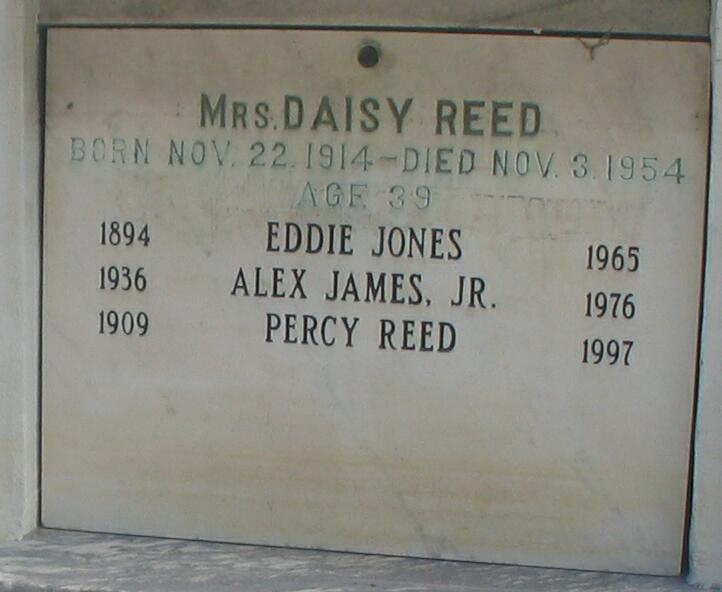 MRS. DAISY REED
BORN NOV. 22. 1914 – DIED NOV. 3. 1954
AGE 39
1894 EDDIE JONES 1965
1936 ALEX JAMES, JR. 1976
1909 PERCY REED 1997